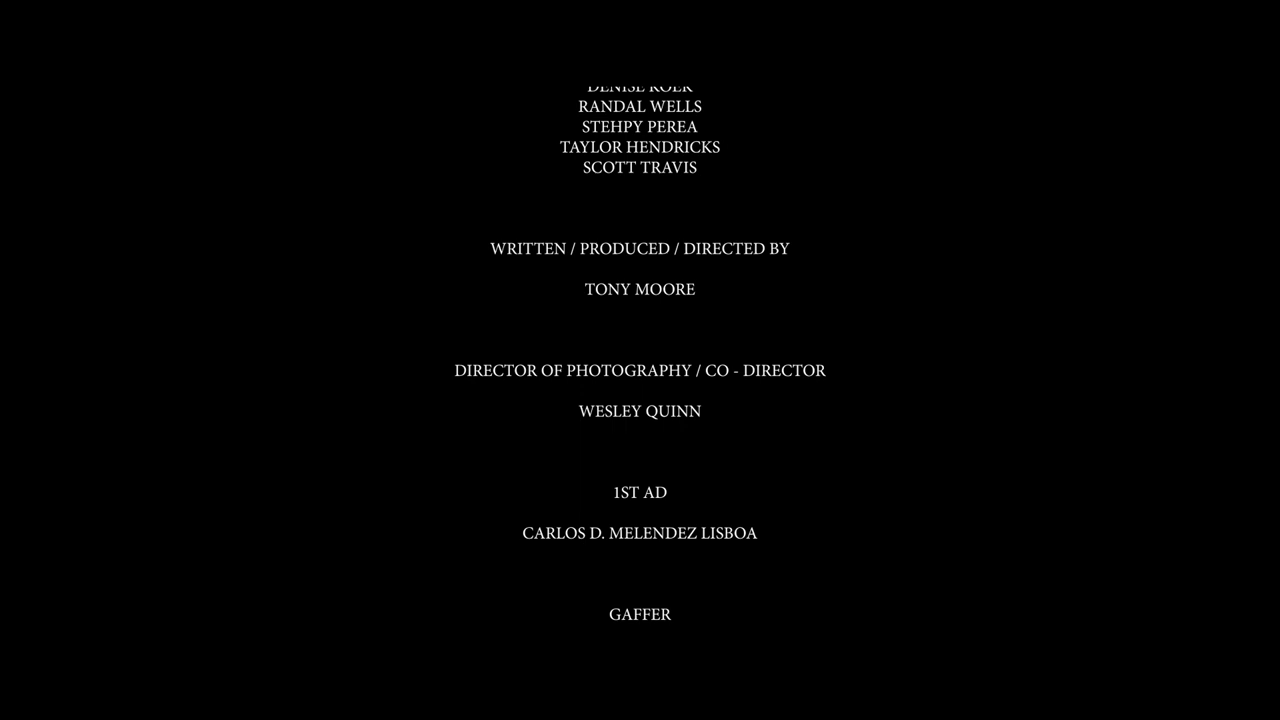 RANDAL WELLS
STEHPY PEREA
TAYLOR HENDRICKS
SCOTT TRAVIS
WRITTEN / PRODUCED / DIRECTED BY
TONY MOORE
DIRECTOR OF PHOTOGRAPHY / CO - DIRECTOR
WESLEY QUINN
1ST AD
CARLOS D. MELENDEZ LISBOA
GAFFER